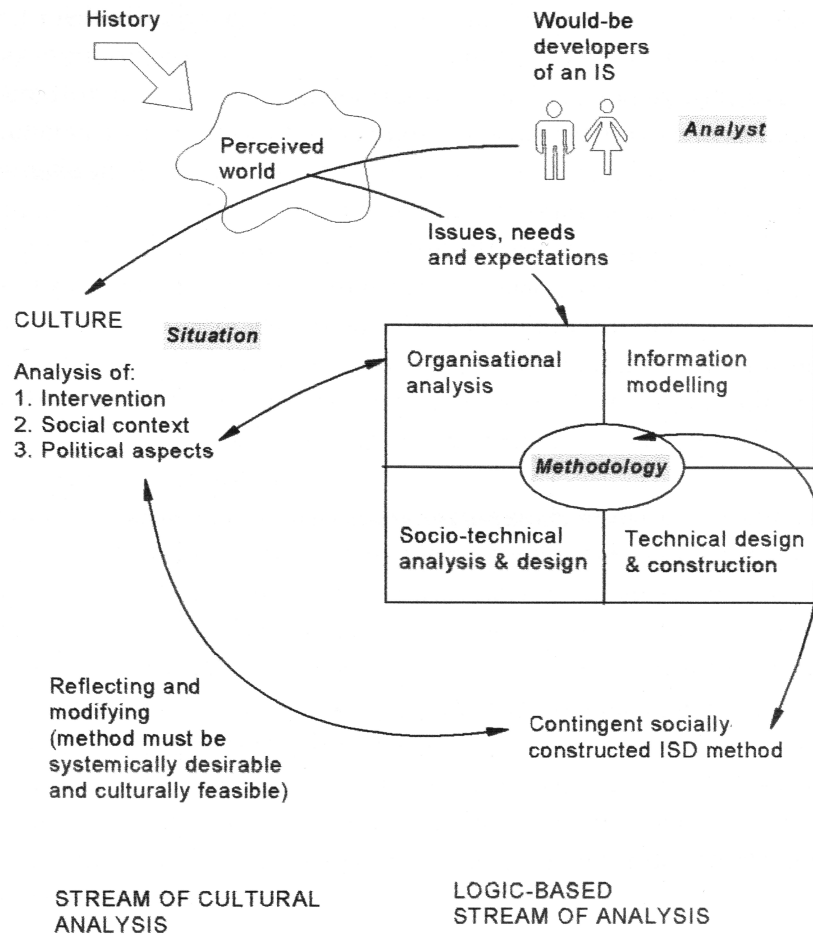 History
Would-be
developers
of an IS
Analyst
Perceived
world
Issues, needs
and expectations
CULTURE
Situation
Analysis of:
1. Intervention
2. Social context
3. Political aspects
Organisational
analysis
Information
modelling
Methodology
Socio-technical
analysis & design
Technical design
& construction
Reflecting and
modifying
(method must be
systemically desirable
and culturally feasible)
Contingent socially
constructed ISD method
STREAM OF CULTURAL
ANALYSIS
LOGIC-BASED
STREAM OF ANALYSIS